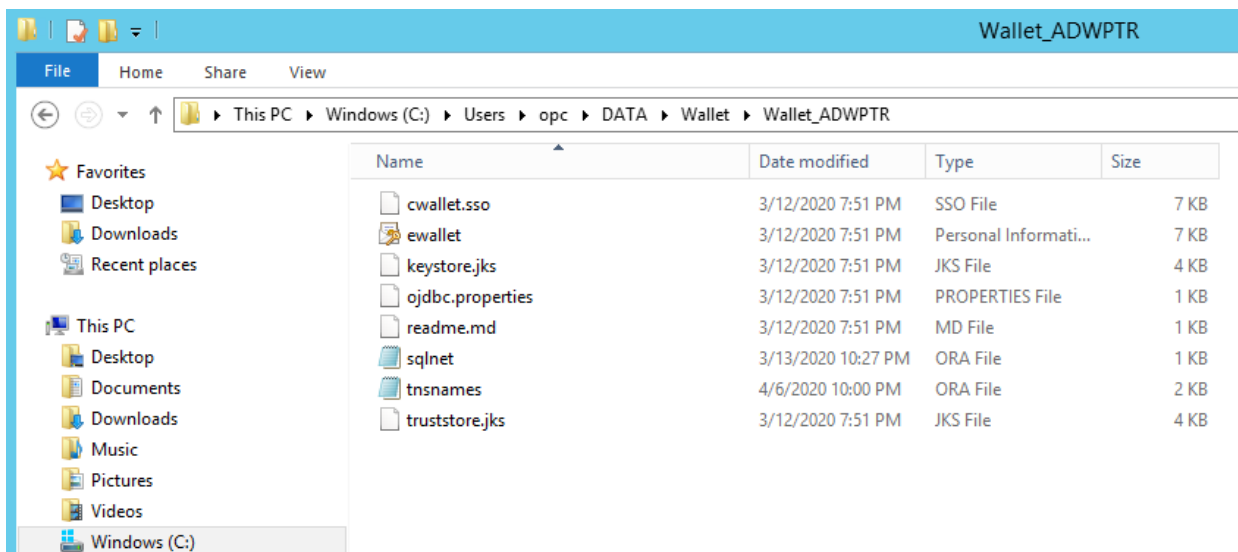 Wallet_ADWPTR
File Home Share View
This PC Windows (C:) Users opc DATA Wallet Wallet_ADWPTR
Favorites
Desktop
Downloads
Recent places
This PC
Desktop
Documents
Downloads
Music
Pictures
Videos
Windows (C:)
Name Date modified Type Size
cwallet.sso 3/12/2020 7:51 PM SSO File 7 KB
ewallet 3/12/2020 7:51 PM Personal Informati... 7 KB
keystore.jks 3/12/2020 7:51 PM JKS File 4 KB
ojdbc.properties 3/12/2020 7:51 PM PROPERTIES File 1 KB
readme.md 3/12/2020 7:51 PM MD File 1 KB
sqlnet 3/13/2020 10:27 PM ORA File 1 KB
tnsnames 4/6/2020 10:00 PM ORA File 2 KB
truststore.jks 3/12/2020 7:51 PM JKS File 4 KB